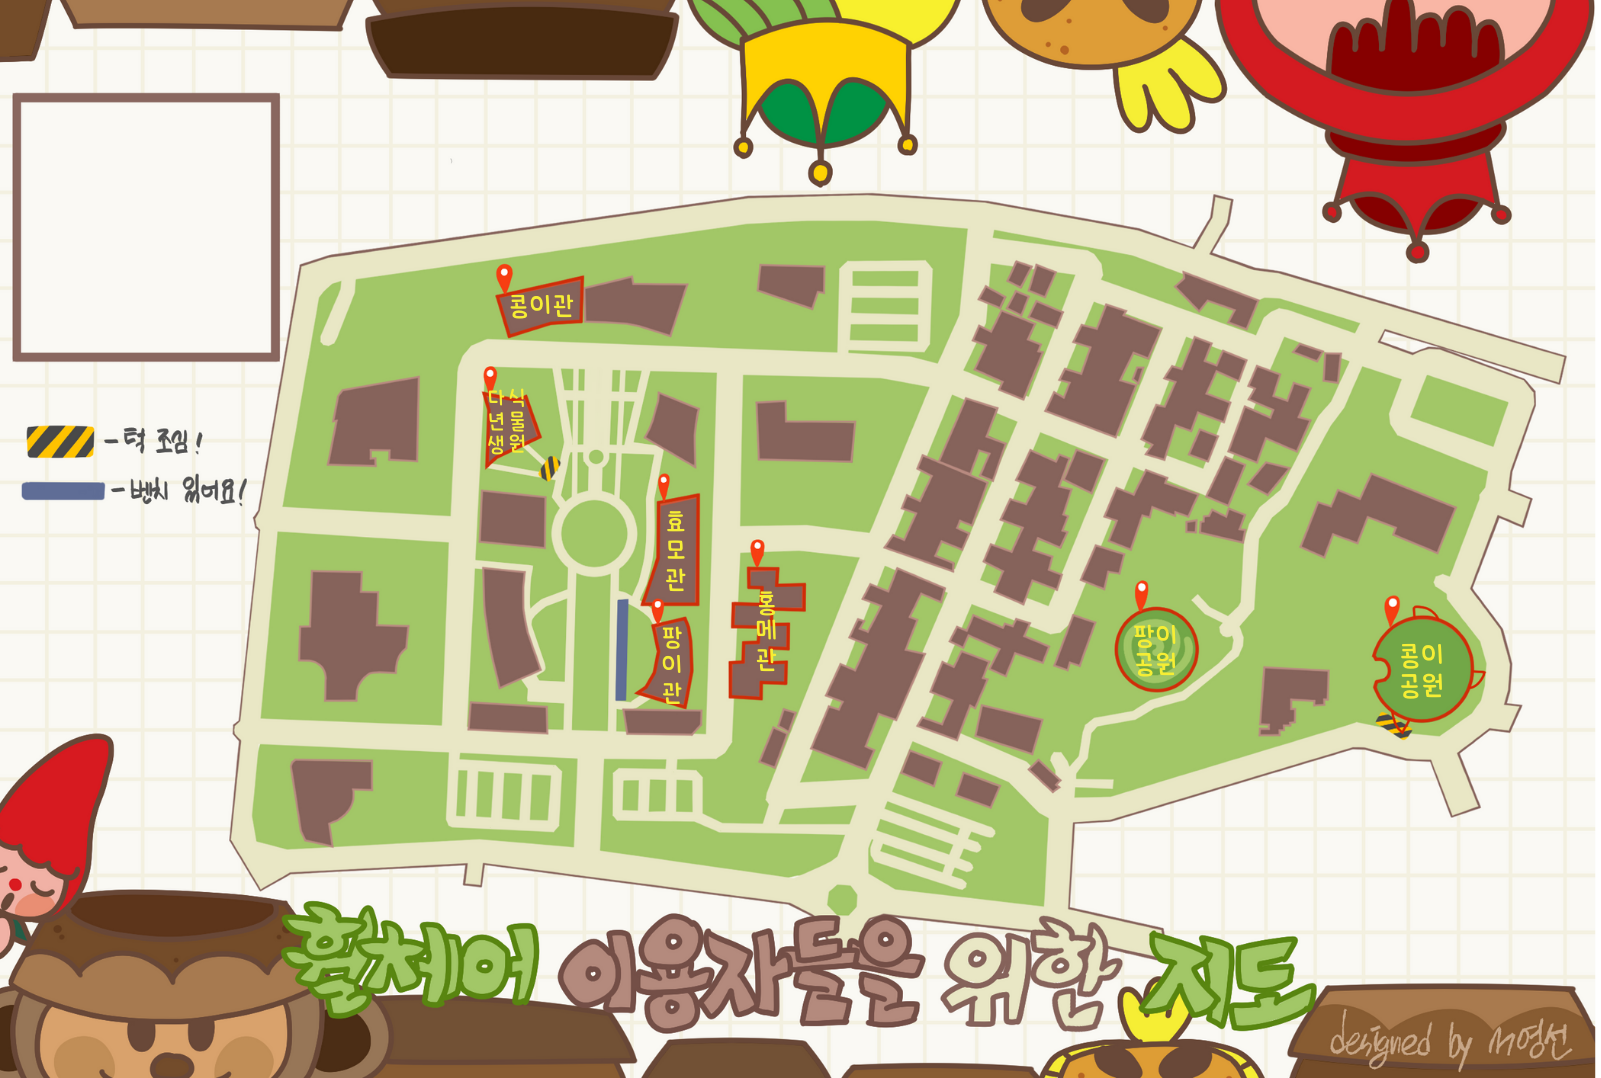 콩이관
다년생
식물원
효모관
팡이관
홍메관
팡이
공원
콩이
공원
- 턱 조심!
- 벤치 있어요!
휠체어 이용자들을 위한 지도
designed by 서영진